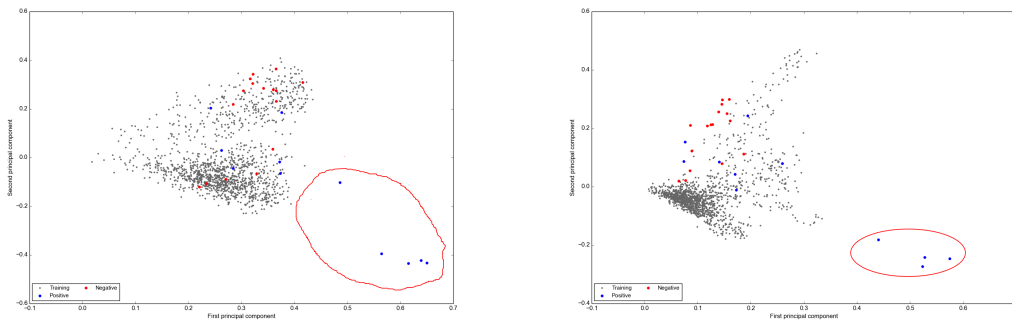 0.6
0.4
0.2
0.0
−0.2
−0.4
−0.6
Second principal component
−0.1 0.0 0.1 0.2 0.3 0.4 0.5 0.6 0.7
First principal component
Training Negative
Positive
0.6
0.4
0.2
0.0
−0.2
−0.4
Second principal component
−0.1 0.0 0.1 0.2 0.3 0.4 0.5 0.6
First principal component
Training Negative
Positive